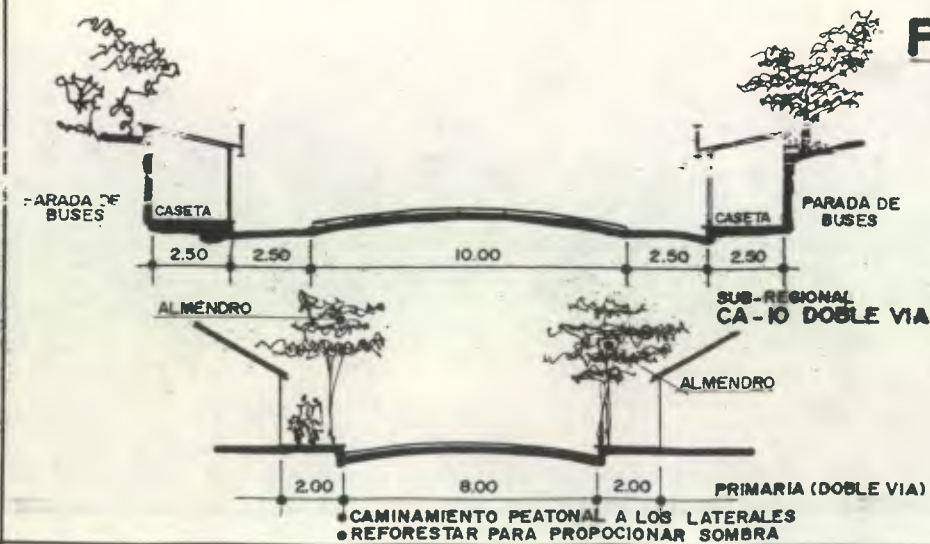 PARADA DE
BUSES
CASETA
CASETA
PARADA DE
BUSES
2.50
2.50
10.00
2.50
2.50
SUB-REGIONAL
CA-10 DOBLE VIA
ALMENDRO
ALMENDRO
2.00
8.00
2.00
PRIMARIA (DOBLE VIA)
• CAMINAMIENTO PEATONAL A LOS LATERALES
• REFORESTAR PARA PROPOCIONAR SOMBRA